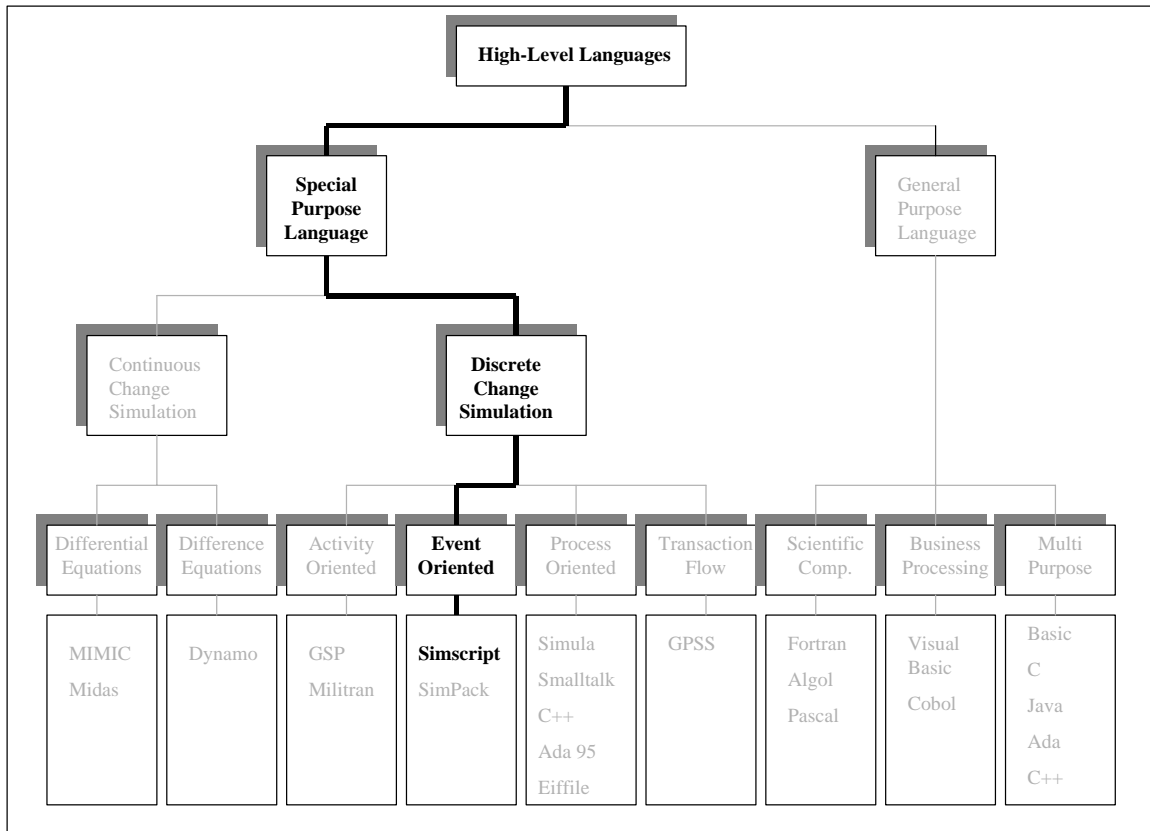 High-Level Languages
Special
Purpose
Language
General
Purpose
Language
Continuous
Change
Simulation
Discrete
Change
Simulation
Differential
Equations
Difference
Equations
Activity
Oriented
Event
Oriented
Process
Oriented
Transaction
Flow
Scientific
Comp.
Business
Processing
Multi
Purpose
MIMIC
Midas
Dynamo
GSP
Militran
Simscript
SimPack
Simula
Smalltalk
C++
Ada 95
Eiffile
GPSS
Fortran
Algol
Pascal
Visual
Basic
Cobol
Basic
C
Java
Ada
C++